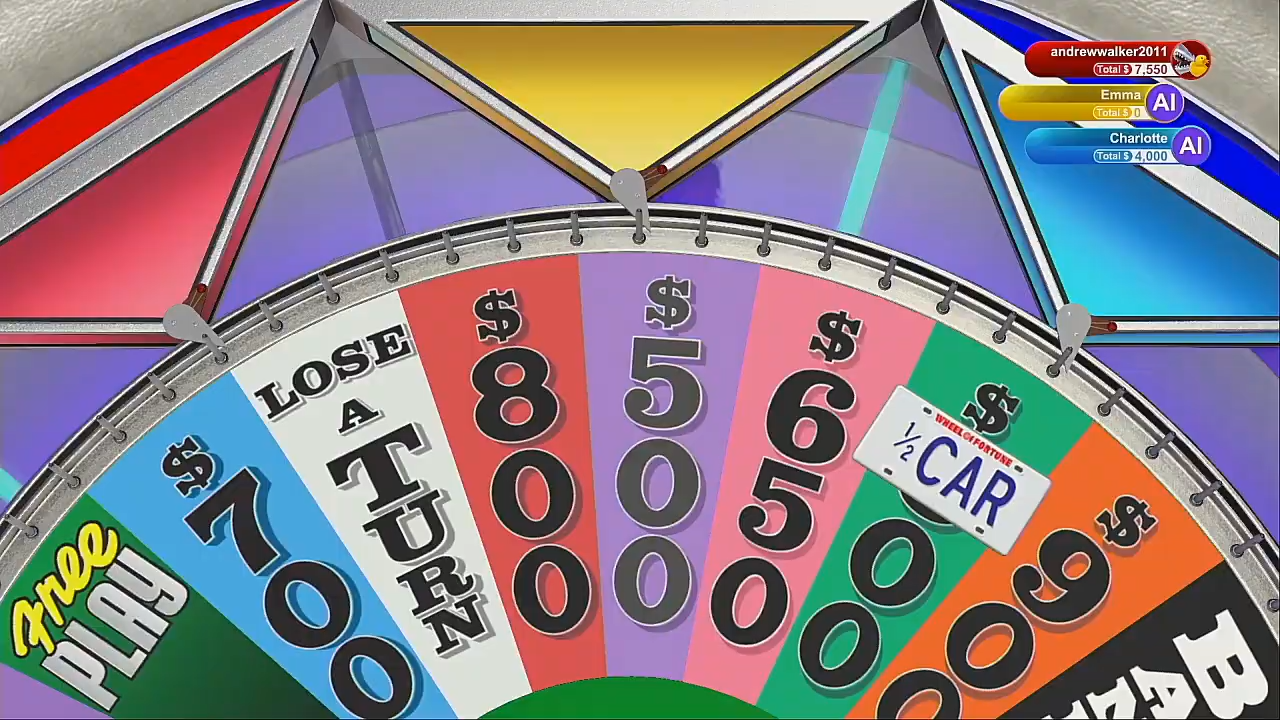 andrewwalker2011
Total $ 7,550
Emma
AI
Total $ 0
Charlotte
AI
Total $ 4,000
Free
PLAY
$700
LOSE
A
TURN
$800
$500
$650
$
WHEEL OF FORTUNE
½ CAR
00
$900